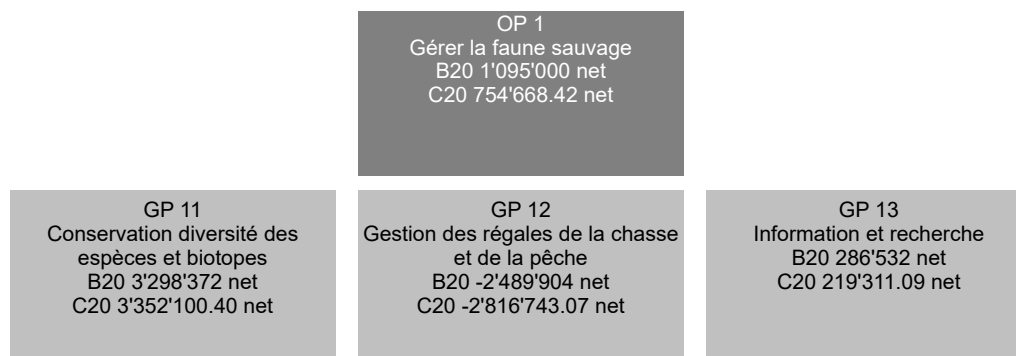 OP 1
Gérer la faune sauvage
B20 1'095'000 net
C20 754'668.42 net
GP 11
Conservation diversité des
espèces et biotopes
B20 3'298'372 net
C20 3'352'100.40 net
GP 12
Gestion des régales de la chasse
et de la pêche
B20 -2'489'904 net
C20 -2'816'743.07 net
GP 13
Information et recherche
B20 286'532 net
C20 219'311.09 net